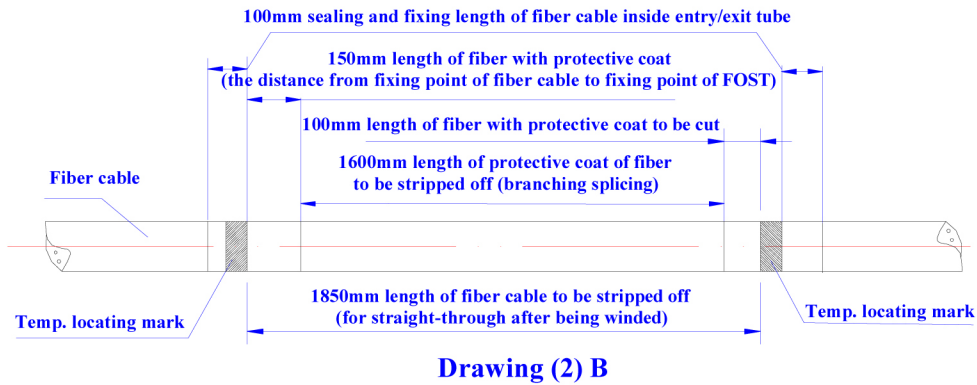 100mm sealing and fixing length of fiber cable inside entry/exit tube
150mm length of fiber with protective coat
(the distance from fixing point of fiber cable to fixing point of FOST)
100mm length of fiber with protective coat to be cut
1600mm length of protective coat of fiber
to be stripped off (branching splicing)
Fiber cable
1850mm length of fiber cable to be stripped off
(for straight-through after being winded)
Temp. locating mark
Temp. locating mark
Drawing (2) B